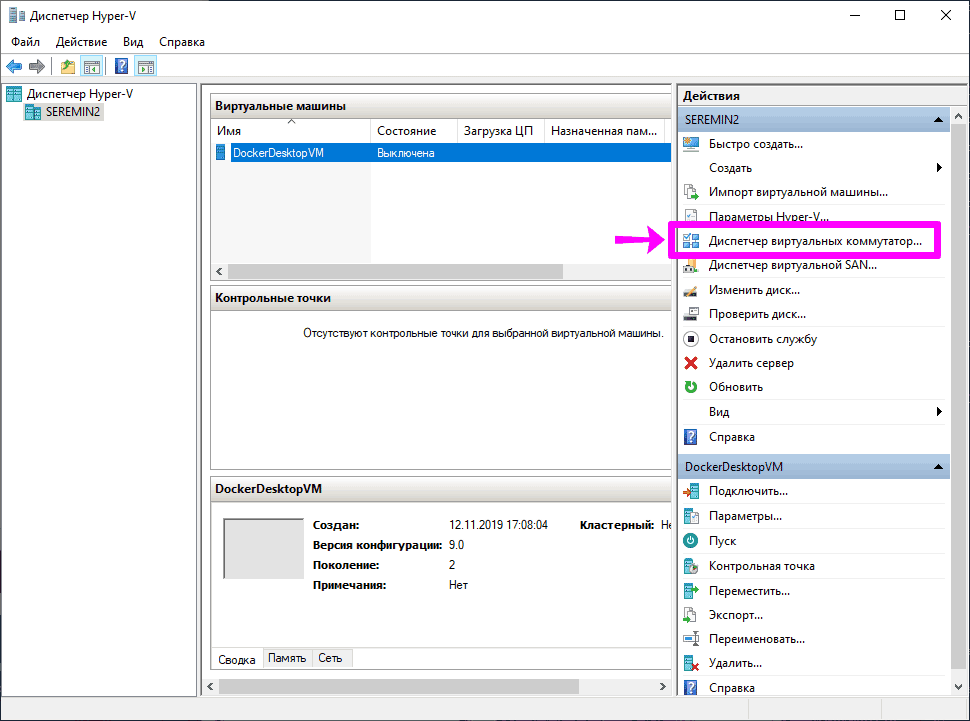 Диспетчер Hyper-V
Файл Действие Вид Справка
Диспетчер Hyper-V
SEREMIN2
Виртуальные машины
Имя Состояние Загрузка ЦП Назначенная пам...
DockerDesktopVM Выключена
Контрольные точки
Отсутствуют контрольные точки для выбранной виртуальной машины.
DockerDesktopVM
Создан: 12.11.2019 17:08:04 Кластерный: Не
Версия конфигурации: 9.0
Поколение: 2
Примечания: Нет
Сводка Память Сеть
Действия
SEREMIN2
Быстро создать...
Создать
Импорт виртуальной машины...
Параметры Hyper-V...
Диспетчер виртуальных коммутатор...
Диспетчер виртуальной SAN...
Изменить диск...
Проверить диск...
Остановить службу
Удалить сервер
Обновить
Вид
Справка
DockerDesktopVM
Подключить...
Параметры...
Пуск
Контрольная точка
Переместить...
Экспорт...
Переименовать...
Удалить...
Справка